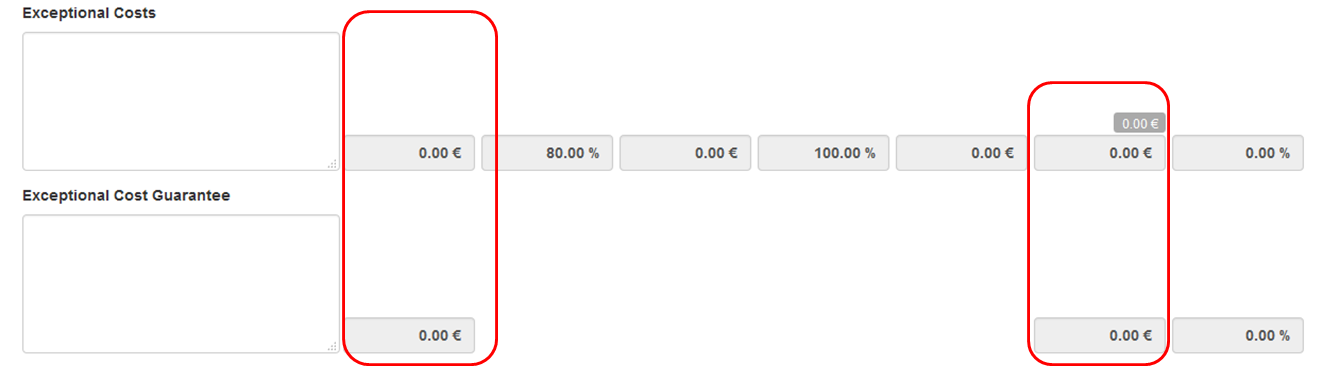 Exceptional Costs
0.00 €
0.00 € 80.00 % 0.00 € 100.00 % 0.00 € 0.00 € 0.00 %
Exceptional Cost Guarantee
0.00 € 0.00 € 0.00 %